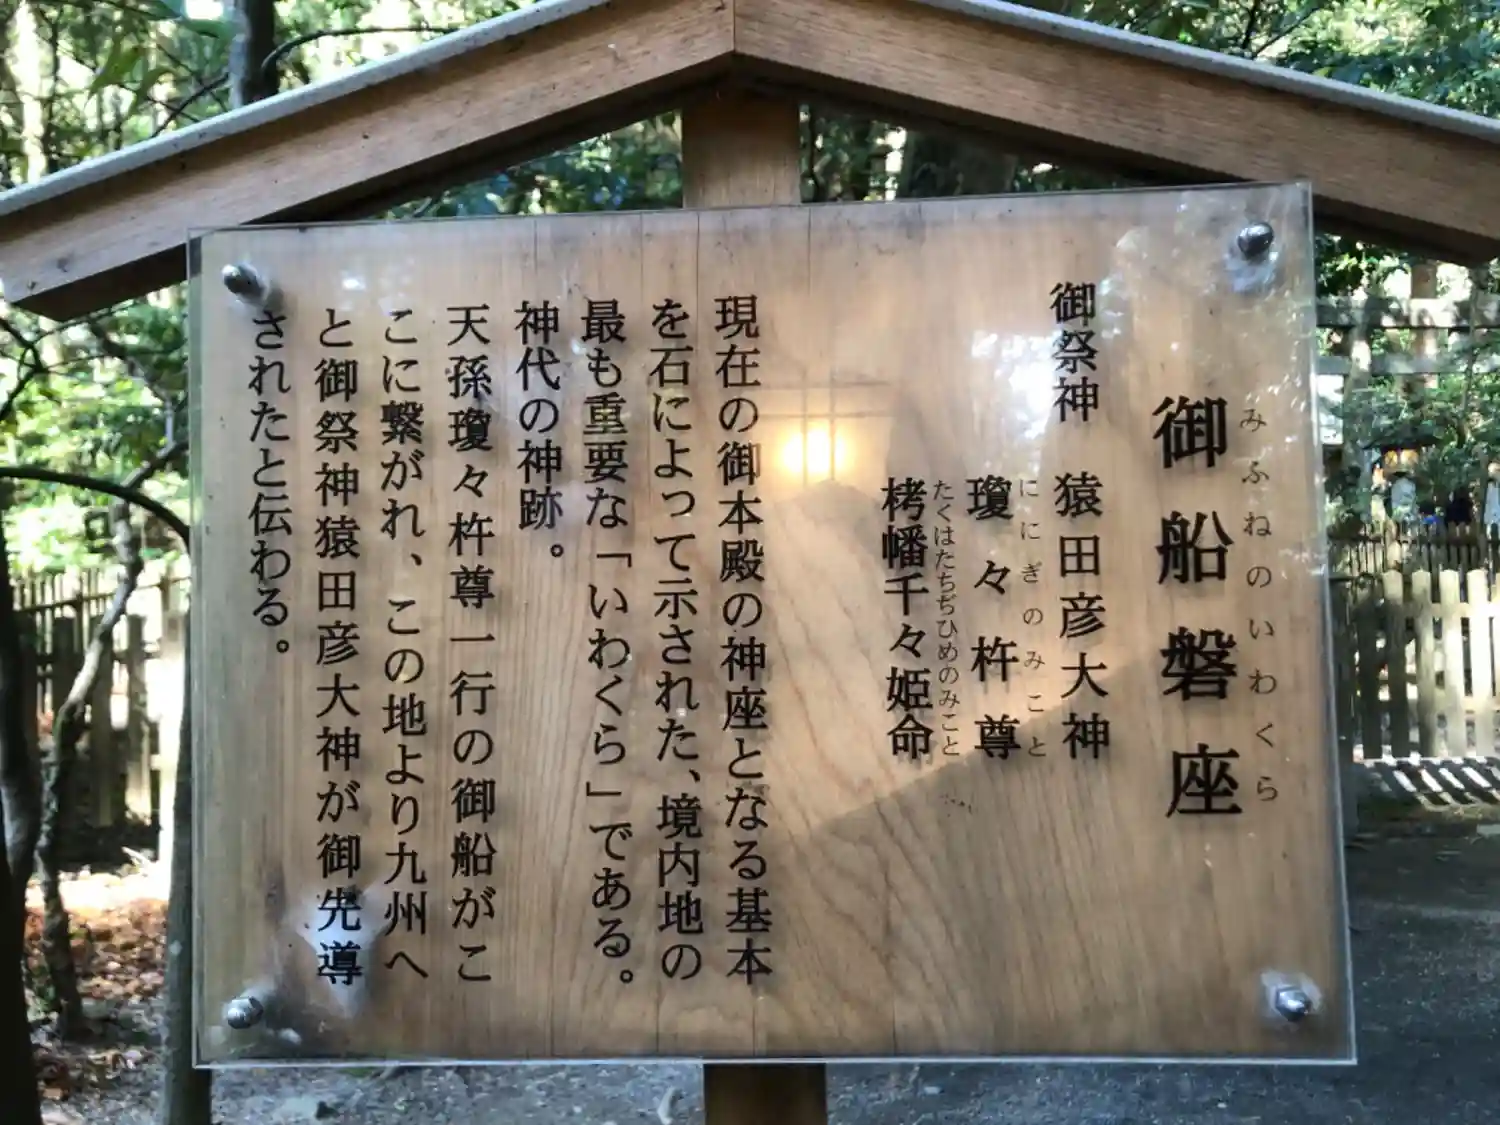 みふねのいわくら
御船磐座
御祭神 猿田彦大神
ににぎのみこと
瓊々杵尊
たくはたちぢひめのみこと
栲幡千々姫命
現在の御本殿の神座となる基本
を石によって示された、境内地の
最も重要な「いわくら」である。
神代の神跡。
天孫瓊々杵尊一行の御船がこ
こに繋がれ、この地より九州へ
と御祭神猿田彦大神が御先導
されたと伝わる。